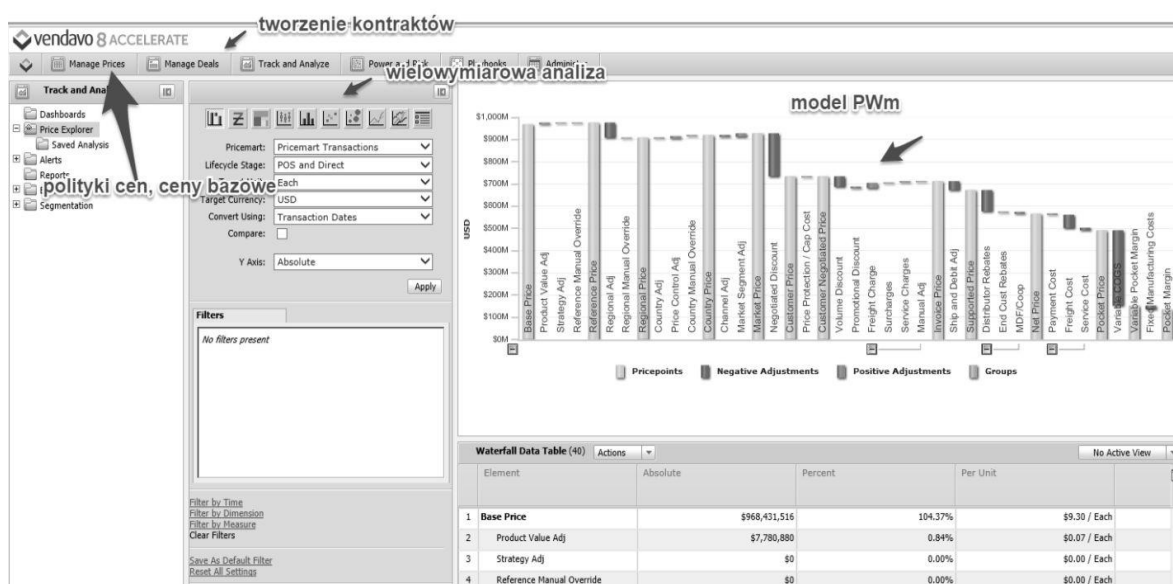 tworzenie kontraktów
vendavo 8 ACCELERATE
Manage Prices
Manage Deals
Track and Analyze
Playbooks
wielowymiarowa analiza
Dashboards
Price Explorer
Saved Analysis
Alerts
Reports
Segmentation
polityki cen, ceny bazowe
Pricemart: Pricemart Transactions
Lifecycle Stage: POS and Direct
Each
Target Currency: USD
Convert Using: Transaction Dates
Compare:
Y Axis: Absolute
Apply
Filters
No filters present
Filter by Time
Filter by Dimension
Filter by Measure
Clear Filters
Save As Default Filter
Reset All Settings
model PWm
USD
$1,000M
$900M
$800M
$700M
$600M
$500M
$400M
$300M
$200M
$100M
$0M
Base Price
Product Value Adj
Strategy Adj
Reference Manual Override
Reference Price
Regional Adj
Regional Manual Override
Regional Price
Country Adj
Price Control Adj
Country Manual Override
Country Price
Channel Adj
Market Segment Adj
Market Price
Negotiated Discount
Customer Price
Price Protection / Cap Cost
Customer Negotiated Price
Volume Discount
Promotional Discount
Freight Charge
Surcharges
Service Charges
Manual Adj
Invoice Price
Ship and Debit Adj
Supported Price
Distributor Rebates
End Cust Rebates
MDF/Coop
Net Price
Payment Cost
Freight Cost
Service Cost
Pocket Price
Variable COGS
Variable Pocket Margin
Fixed Manufacturing Costs
Pocket Margin
Pricepoints Negative Adjustments Positive Adjustments Groups
Waterfall Data Table (40) Actions No Active View
Element Absolute Percent Per Unit
1 Base Price $968,431,516 104.37% $9.30 / Each
2 Product Value Adj $7,780,880 0.84% $0.07 / Each
3 Strategy Adj $0 0.00% $0.00 / Each
4 Reference Manual Override $0 0.00% $0.00 / Each